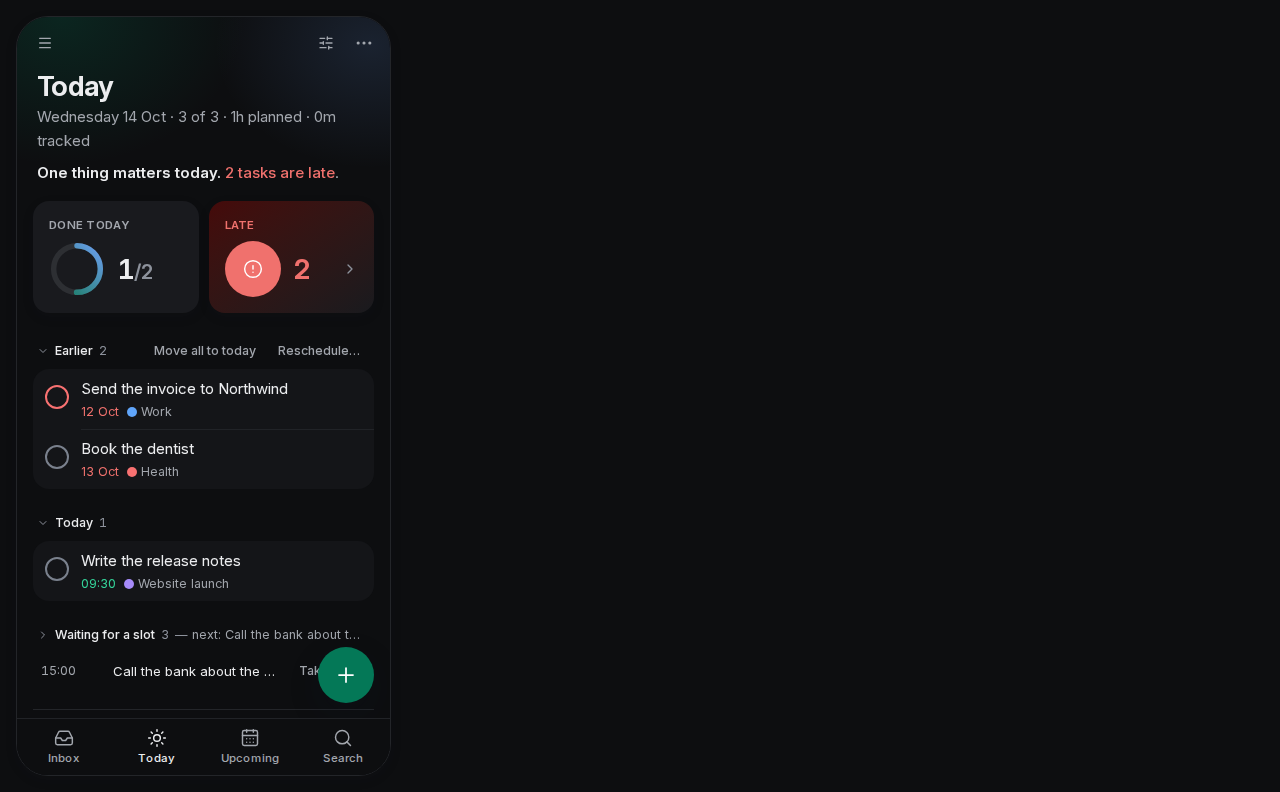 Today
Wednesday 14 Oct · 3 of 3 · 1h planned · 0m
tracked
One thing matters today. 2 tasks are late.
DONE TODAY
1/2
LATE
2
Earlier 2 Move all to today Reschedule…
Send the invoice to Northwind
12 Oct Work
Book the dentist
13 Oct Health
Today 1
Write the release notes
09:30 Website launch
Waiting for a slot 3 — next: Call the bank about t…
15:00 Call the bank about the …
Inbox Today Upcoming Search